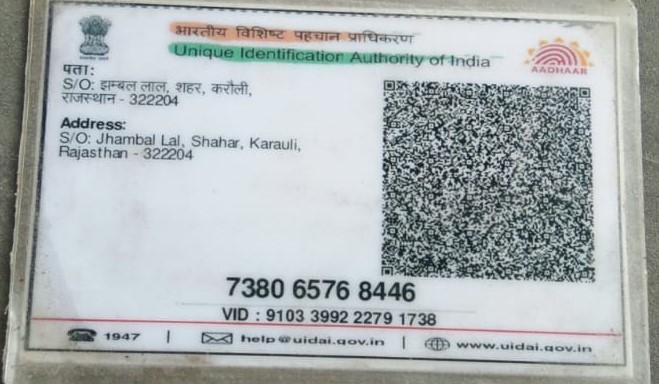 भारतीय विशिष्ट पहचान प्राधिकरण
Unique Identification Authority of India
AADHAAR
पता:
S/O: झम्बल लाल, शहर, करौली,
राजस्थान - 322204
Address:
S/O: Jhambal Lal, Shahar, Karauli,
Rajasthan - 322204
7380 6576 8446
VID : 9103 3992 2279 1738
1947 | help@uidai.gov.in | www.uidai.gov.in